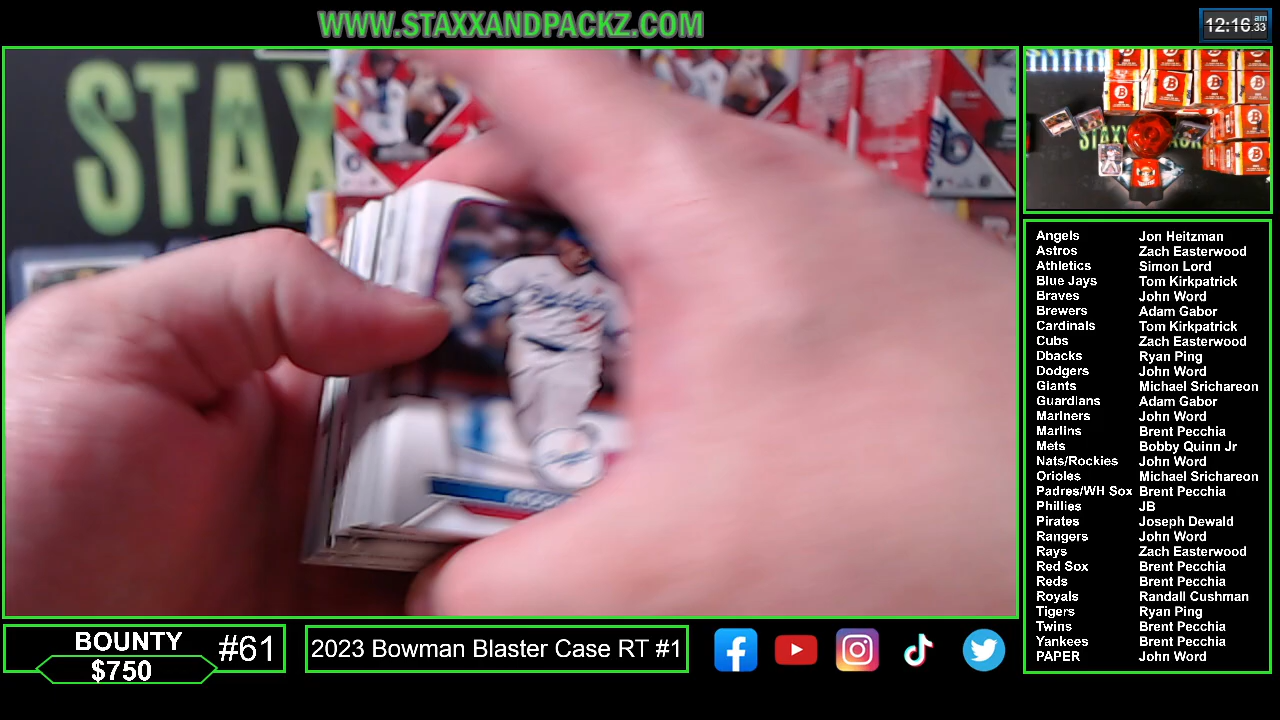 WWW.STAXXANDPACKZ.COM
12:16 am .33
STAX
Angels Jon Heitzman
Astros Zach Easterwood
Athletics Simon Lord
Blue Jays Tom Kirkpatrick
Braves John Word
Brewers Adam Gabor
Cardinals Tom Kirkpatrick
Cubs Zach Easterwood
Dbacks Ryan Ping
Dodgers John Word
Giants Michael Srichareon
Guardians Adam Gabor
Mariners John Word
Marlins Brent Pecchia
Mets Bobby Quinn Jr
Nats/Rockies John Word
Orioles Michael Srichareon
Padres/WH Sox Brent Pecchia
Phillies JB
Pirates Joseph Dewald
Rangers John Word
Rays Zach Easterwood
Red Sox Brent Pecchia
Reds Brent Pecchia
Royals Randall Cushman
Tigers Ryan Ping
Twins Brent Pecchia
Yankees Brent Pecchia
PAPER John Word
BOUNTY
$750
#61
2023 Bowman Blaster Case RT #1